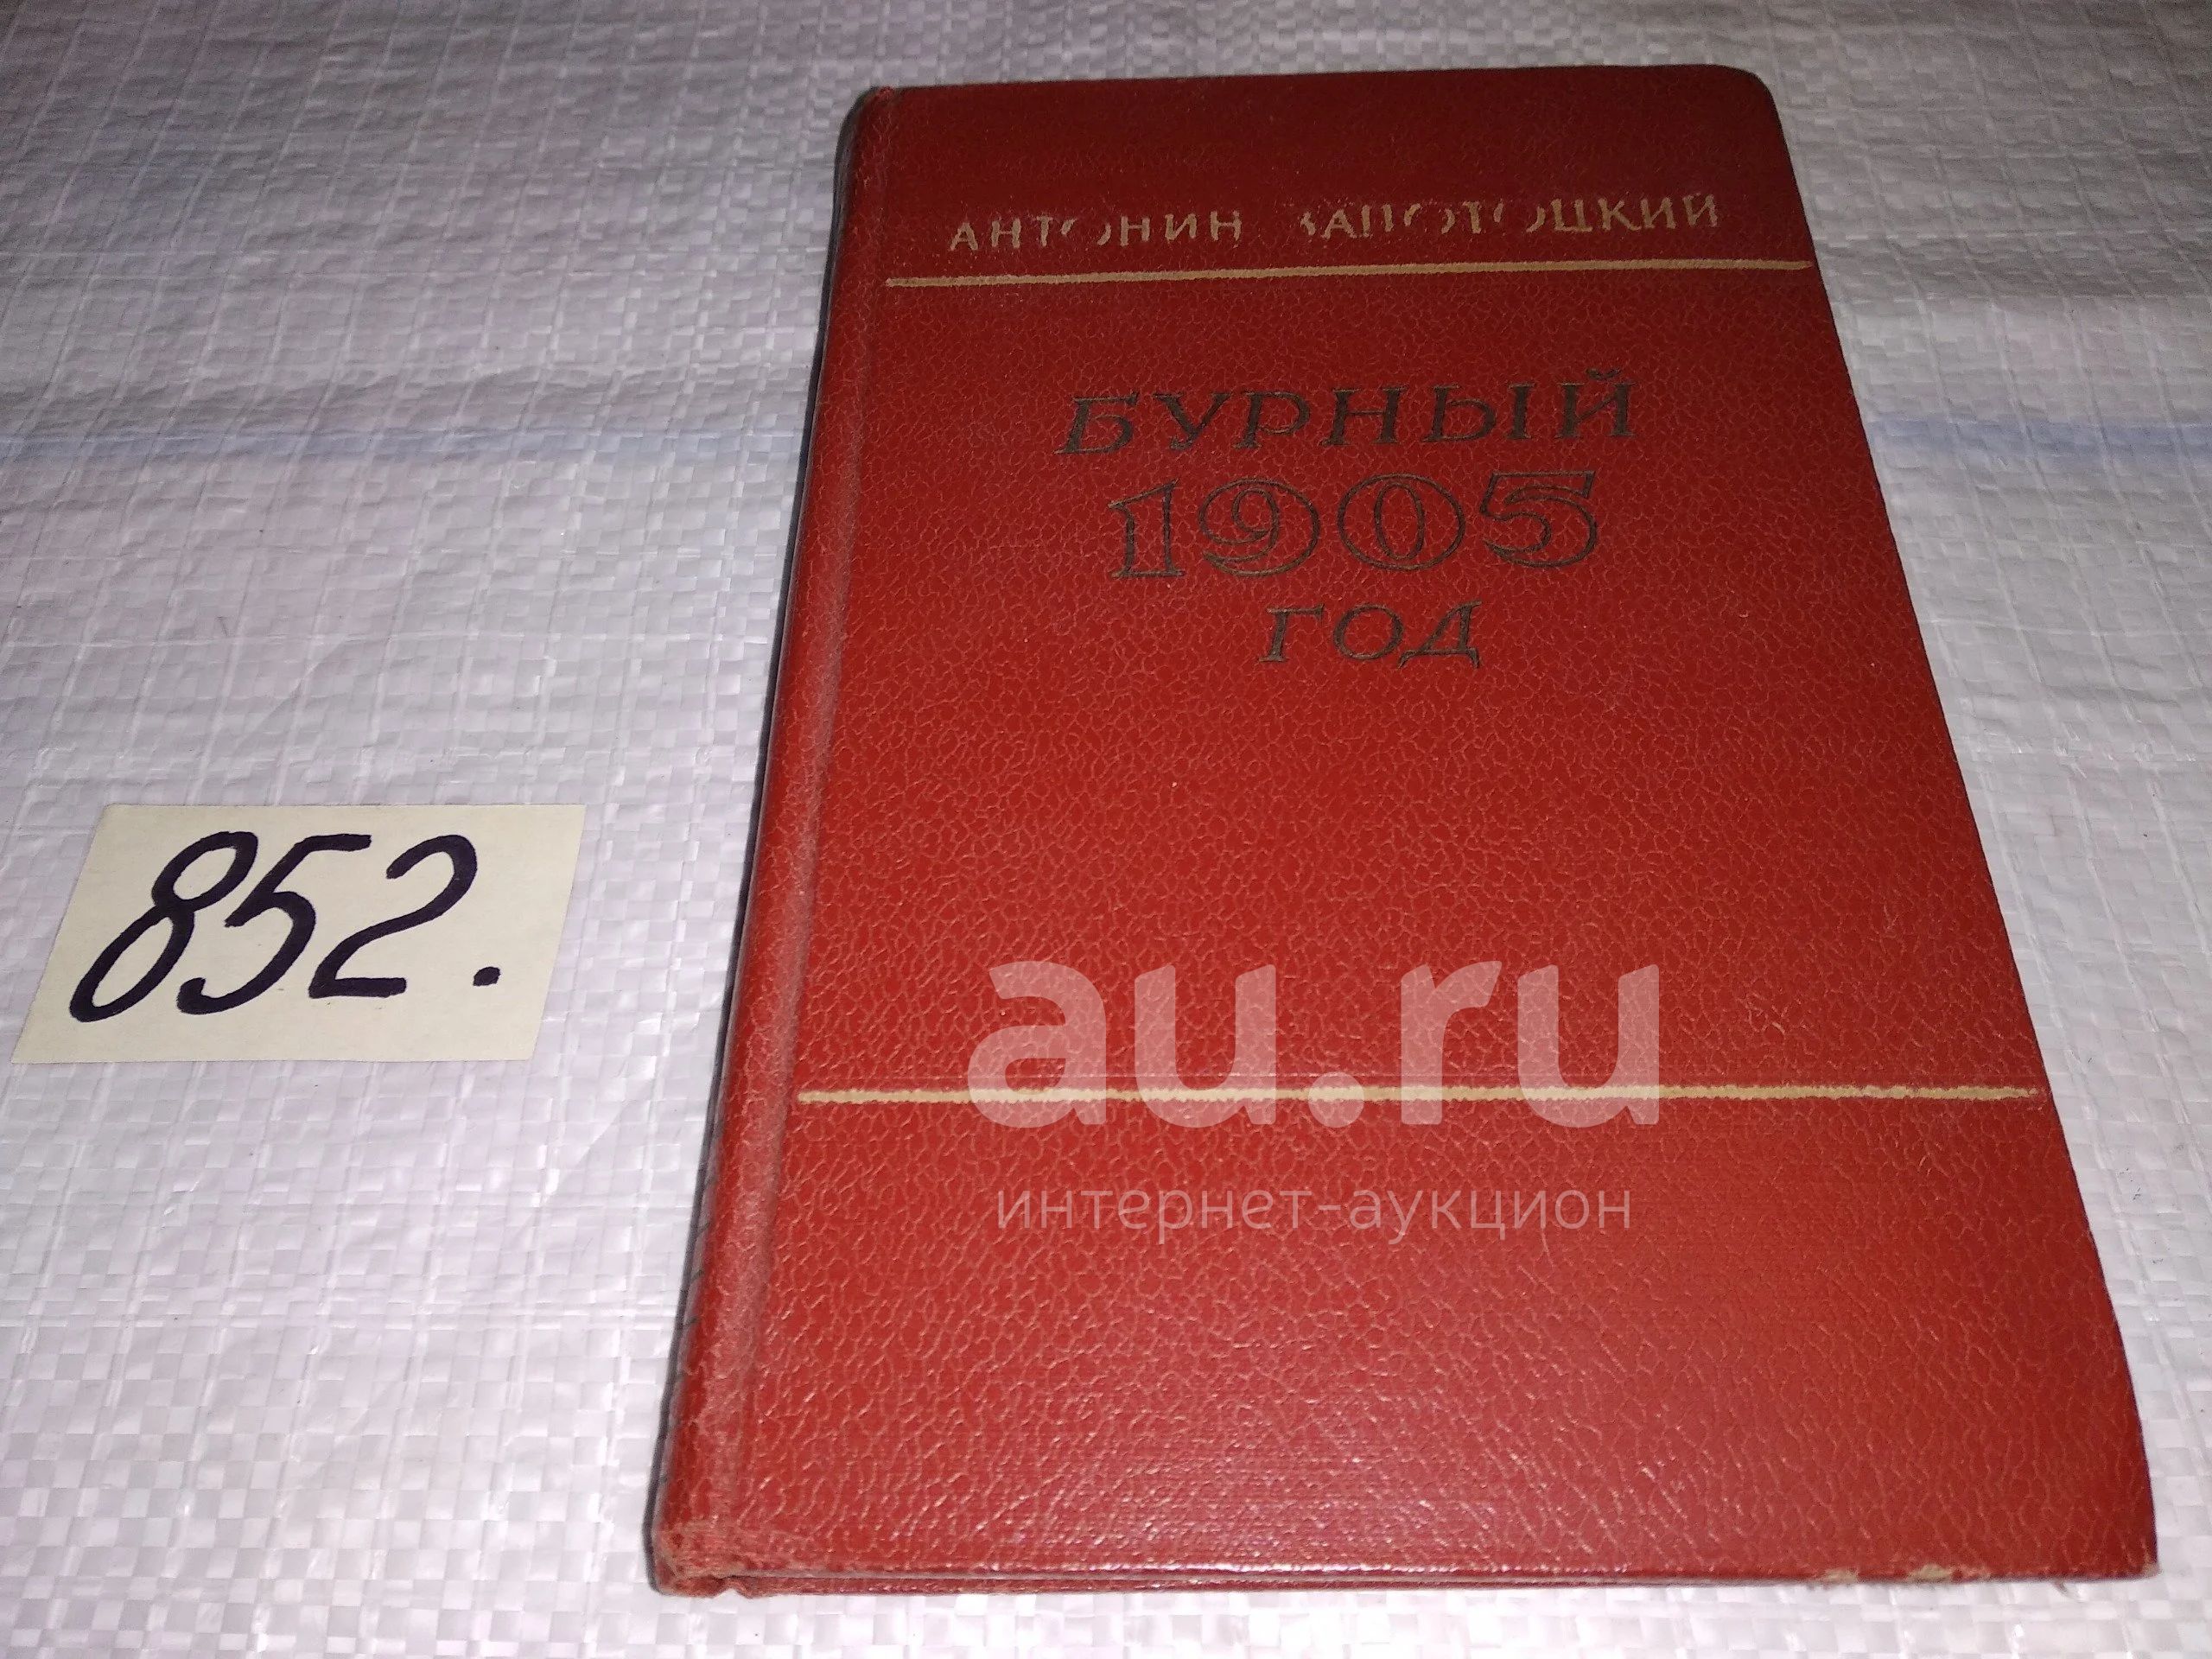 АНТОНИН ЗАПОТОЦКИЙ
БУРНЫЙ
1905
ГОД
852.
au.ru
интернет-аукцион